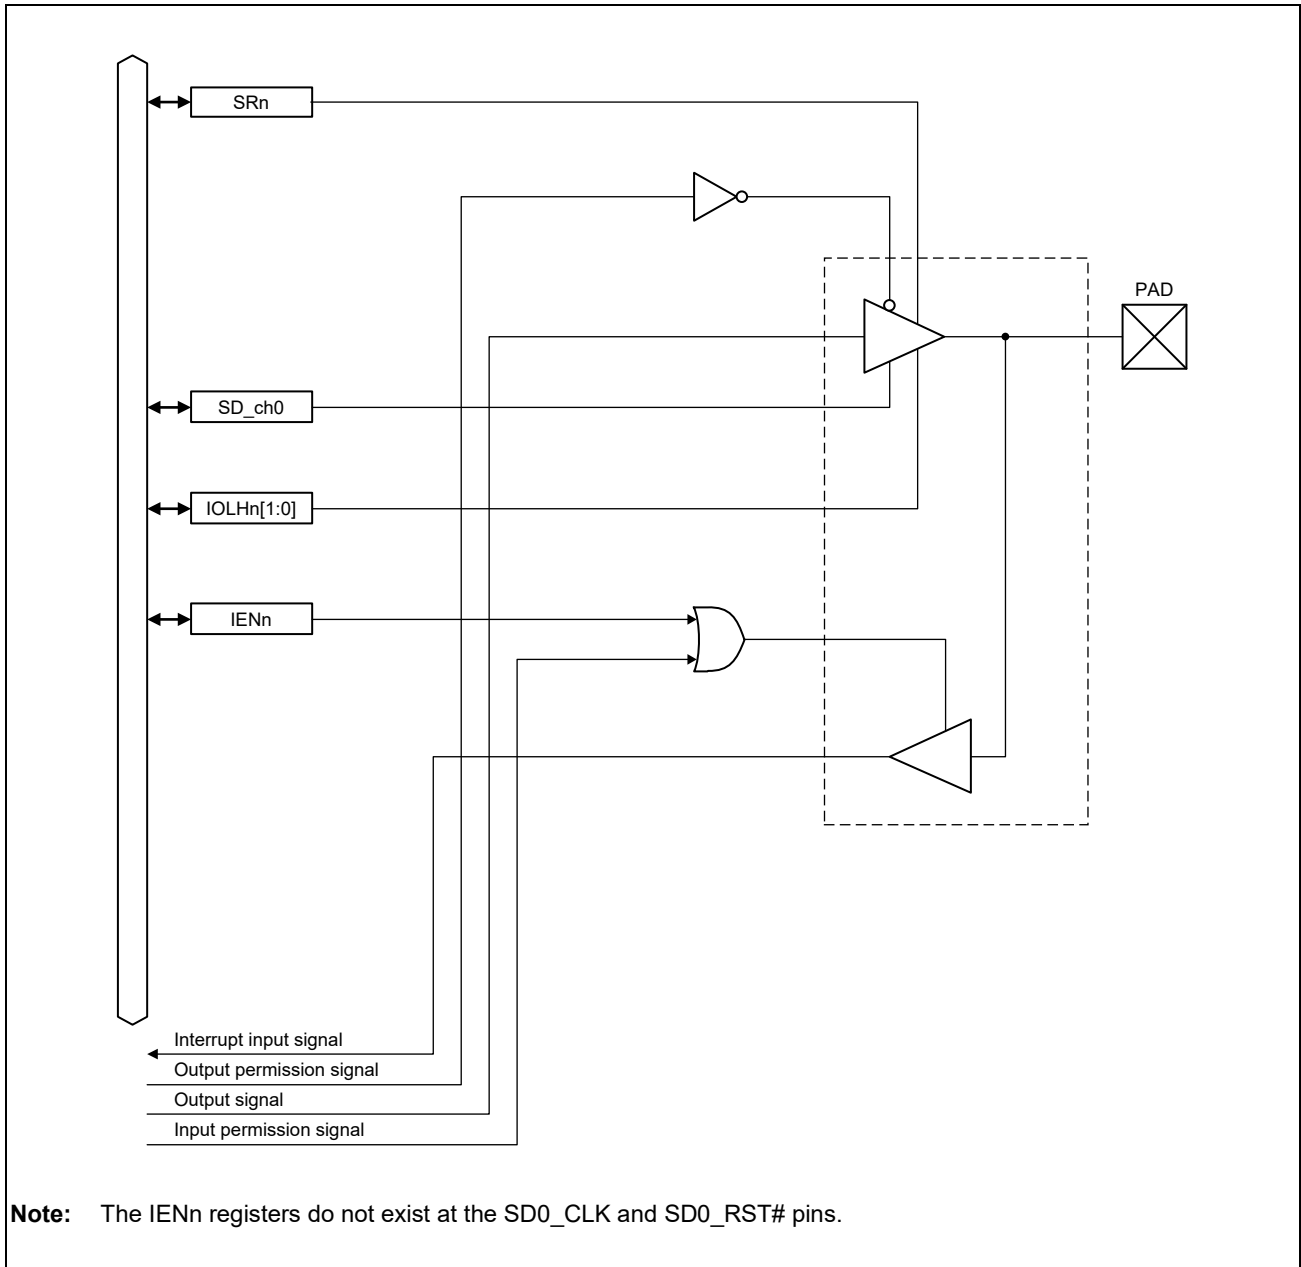 SRn
PAD
SD_ch0
IOLHn[1:0]
IENn
Interrupt input signal
Output permission signal
Output signal
Input permission signal
Note: The IENn registers do not exist at the SD0_CLK and SD0_RST# pins.